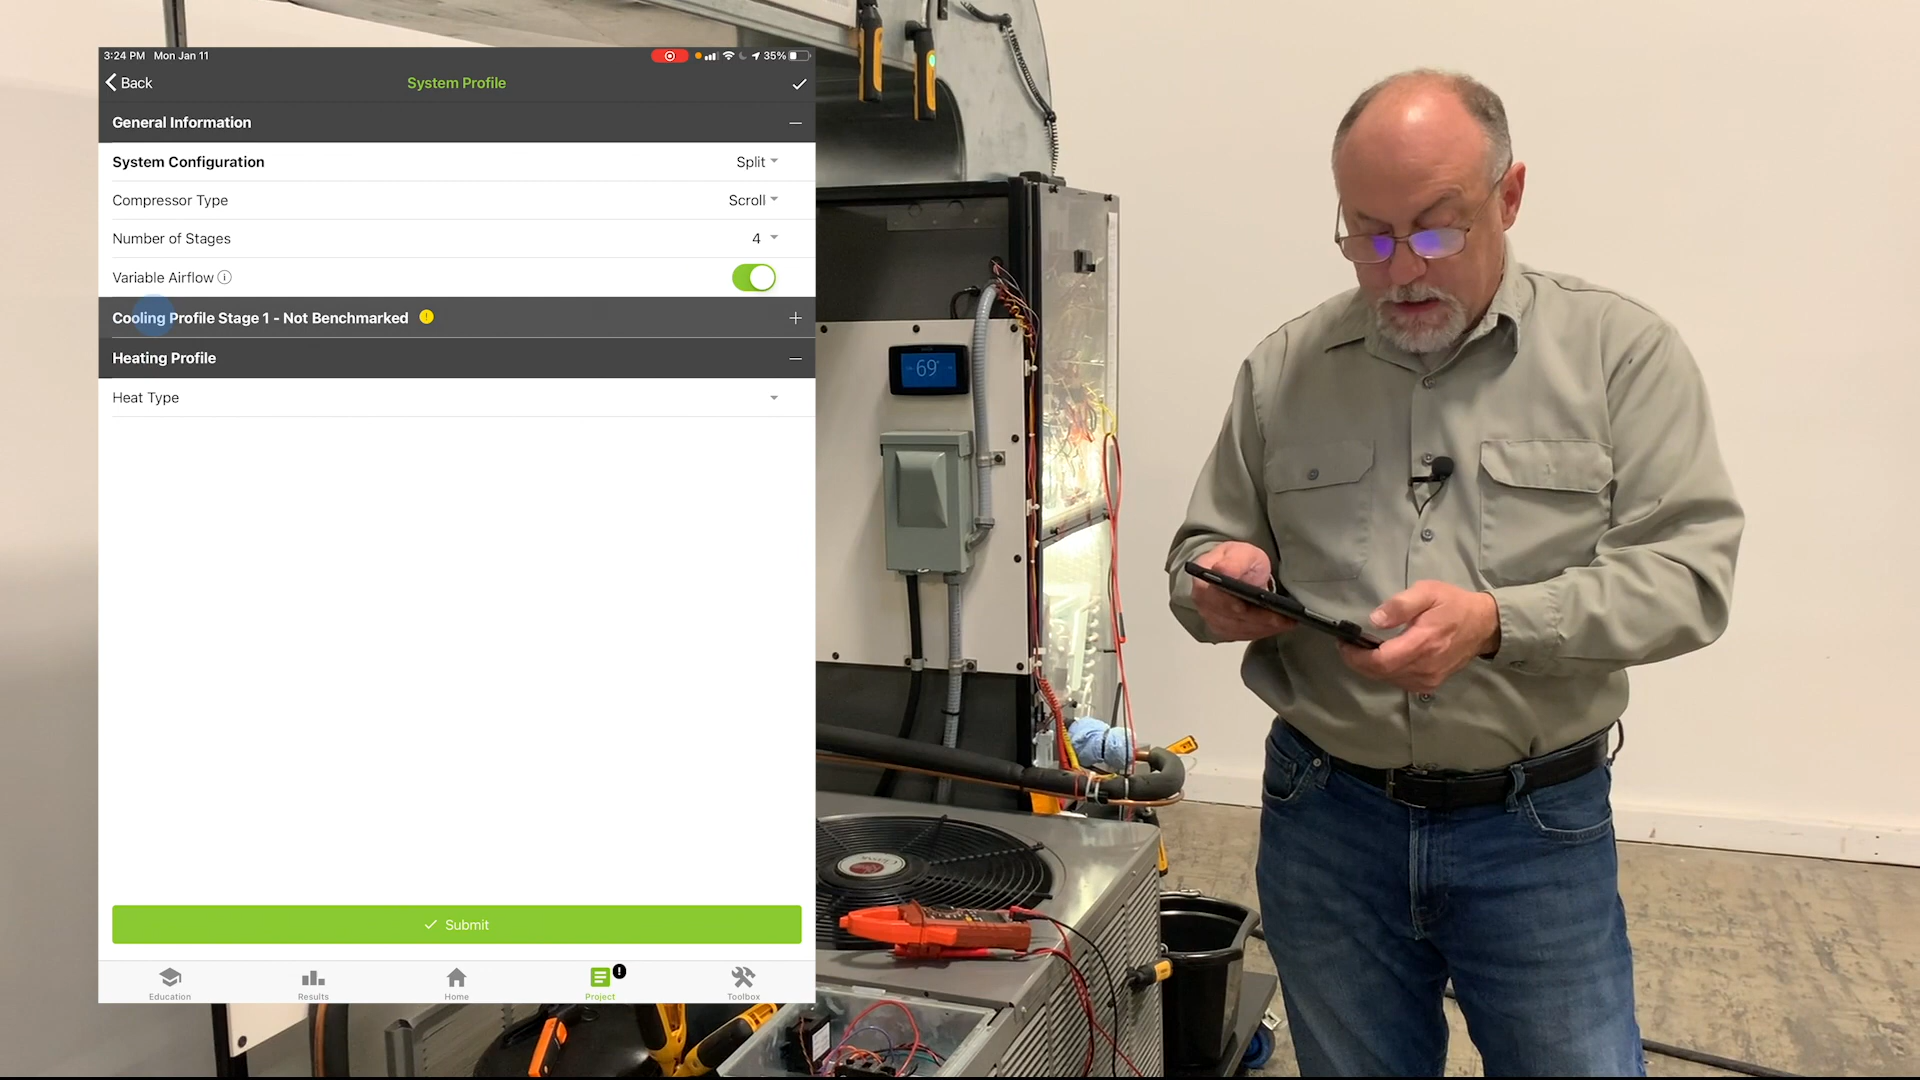 3:24 PM Mon Jan 11
35%
Back
System Profile
General Information
System Configuration
Split
Compressor Type
Scroll
Number of Stages
4
Variable Airflow
Cooling Profile Stage 1 - Not Benchmarked
Heating Profile
Heat Type
Submit
Education
Results
Home
Project
Toolbox
69°